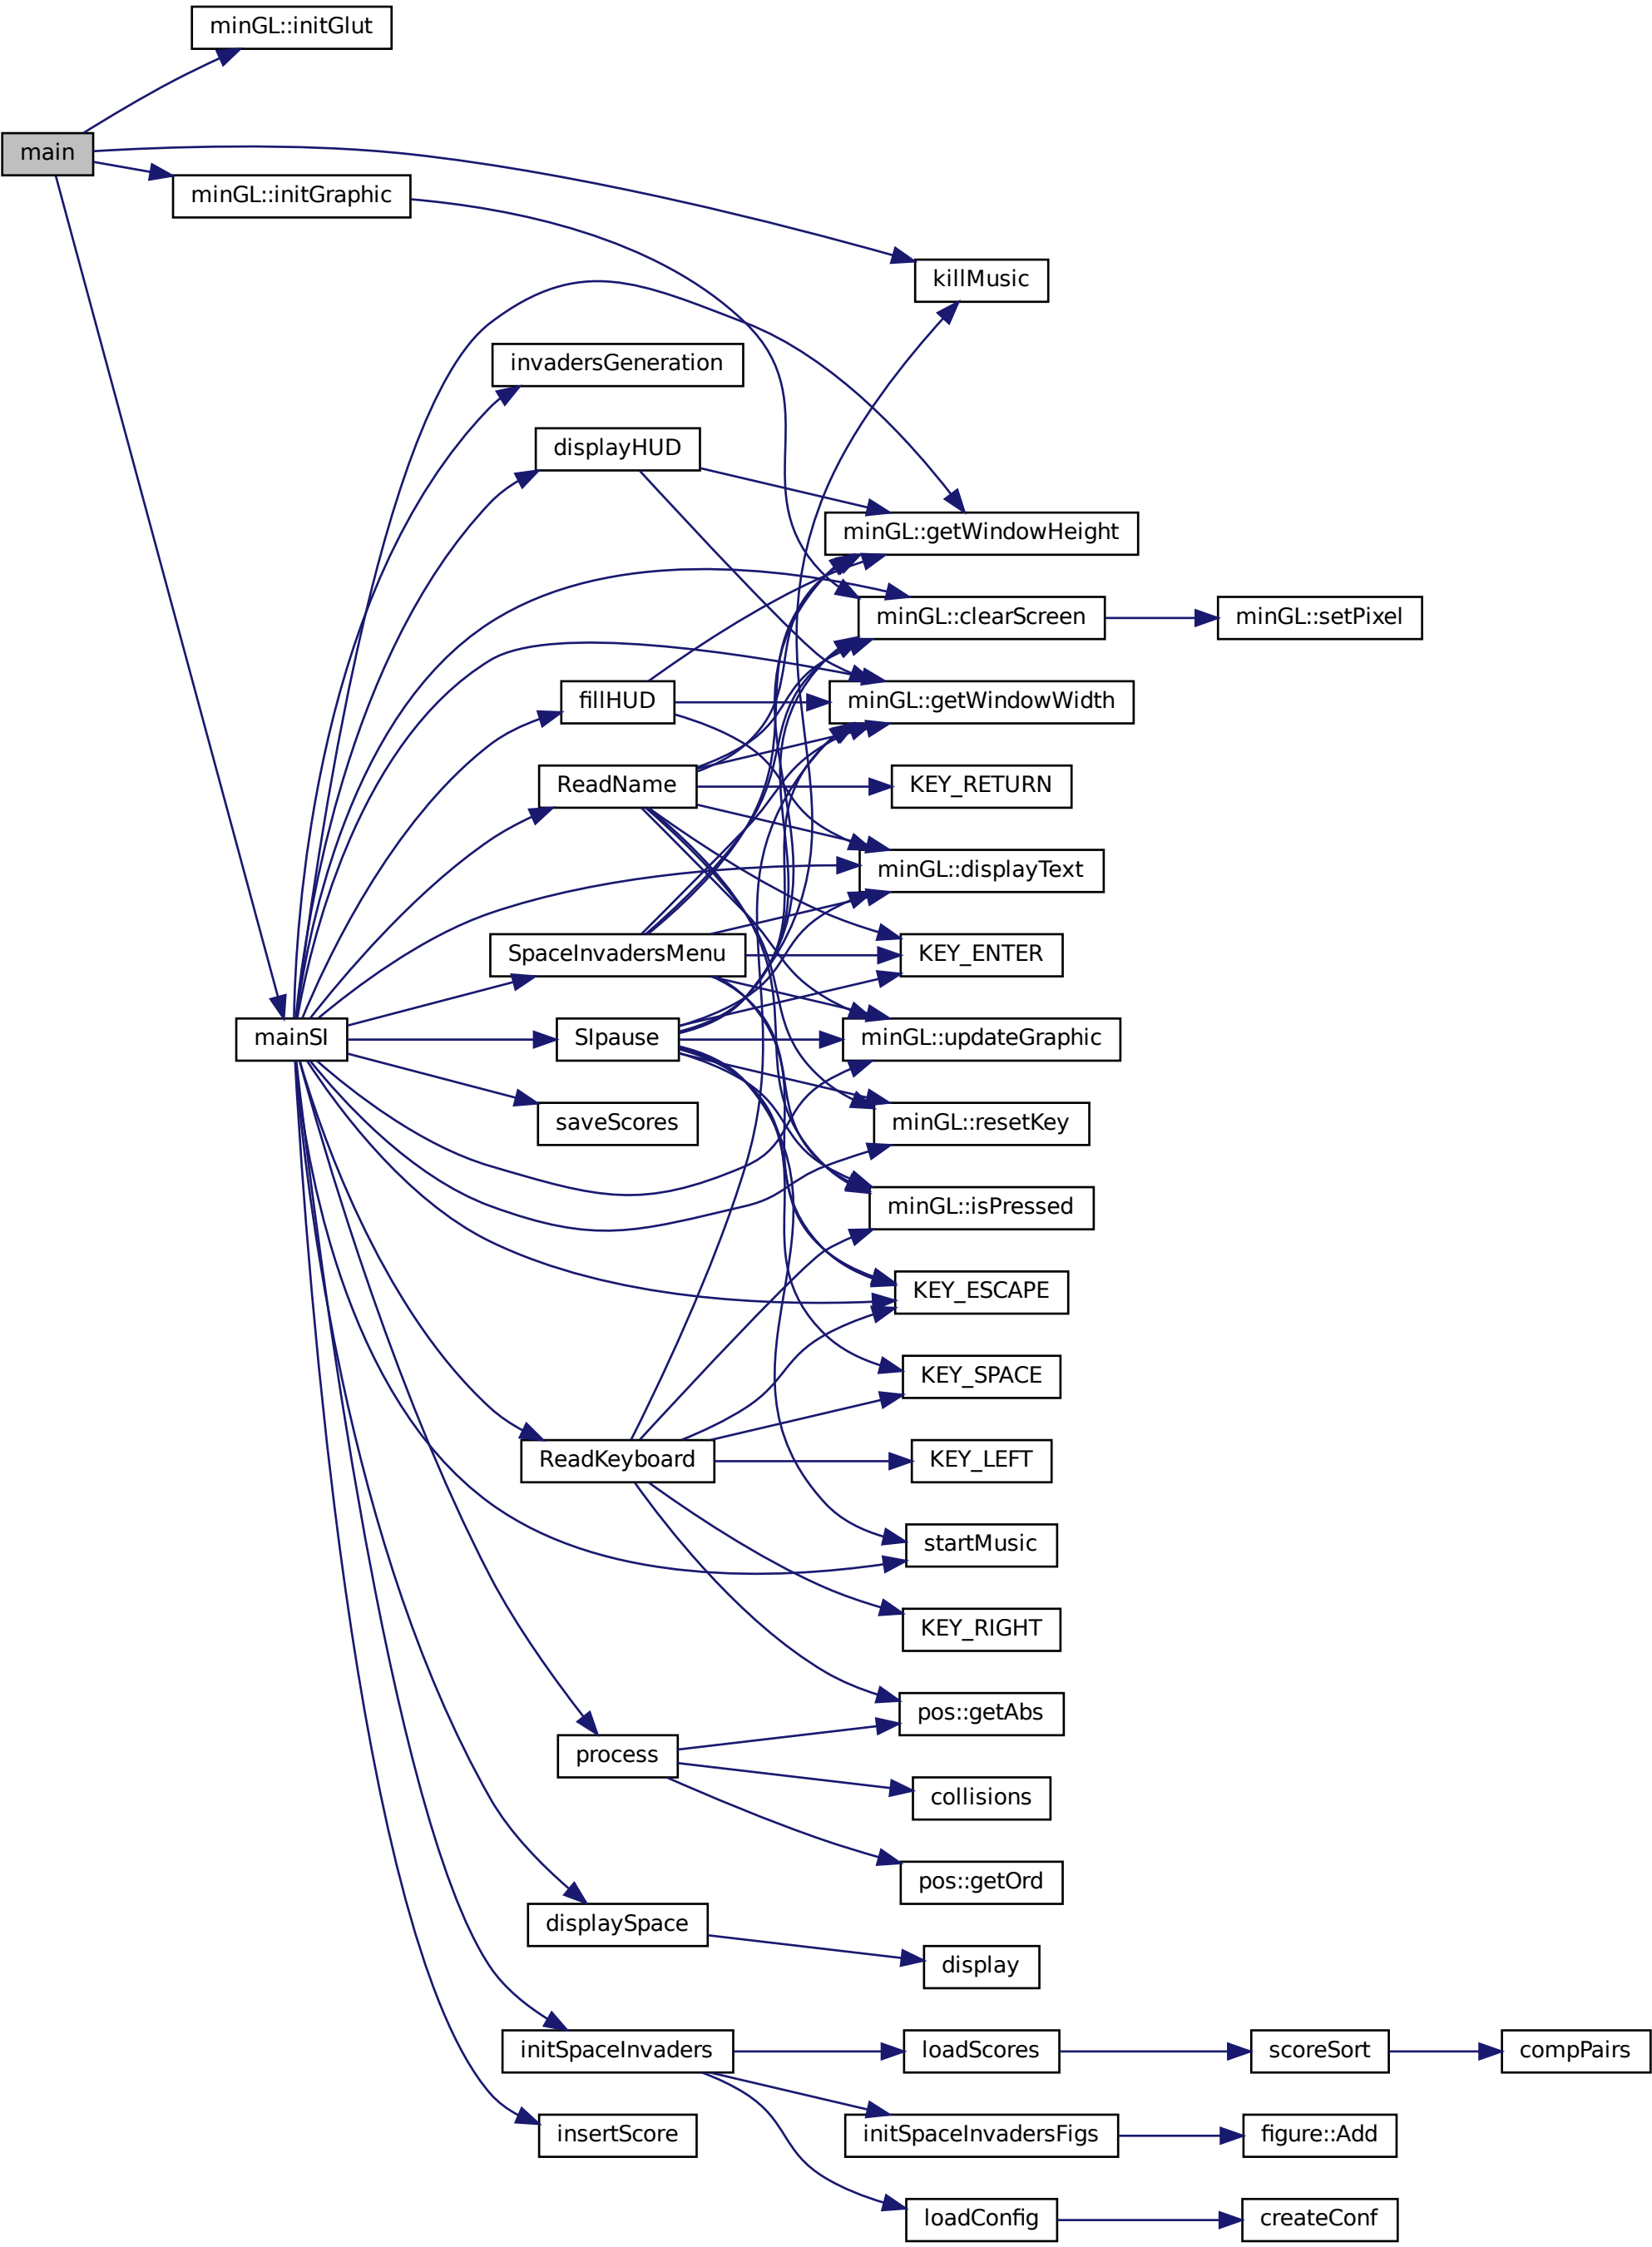 minGL::initGlut
main
minGL::initGraphic
killMusic
invadersGeneration
displayHUD
minGL::getWindowHeight
minGL::clearScreen
minGL::setPixel
fillHUD
minGL::getWindowWidth
ReadName
KEY_RETURN
minGL::displayText
SpaceInvadersMenu
KEY_ENTER
mainSI
SIpause
minGL::updateGraphic
saveScores
minGL::resetKey
minGL::isPressed
KEY_ESCAPE
KEY_SPACE
ReadKeyboard
KEY_LEFT
startMusic
KEY_RIGHT
pos::getAbs
process
collisions
pos::getOrd
displaySpace
display
initSpaceInvaders
loadScores
scoreSort
compPairs
insertScore
initSpaceInvadersFigs
figure::Add
loadConfig
createConf